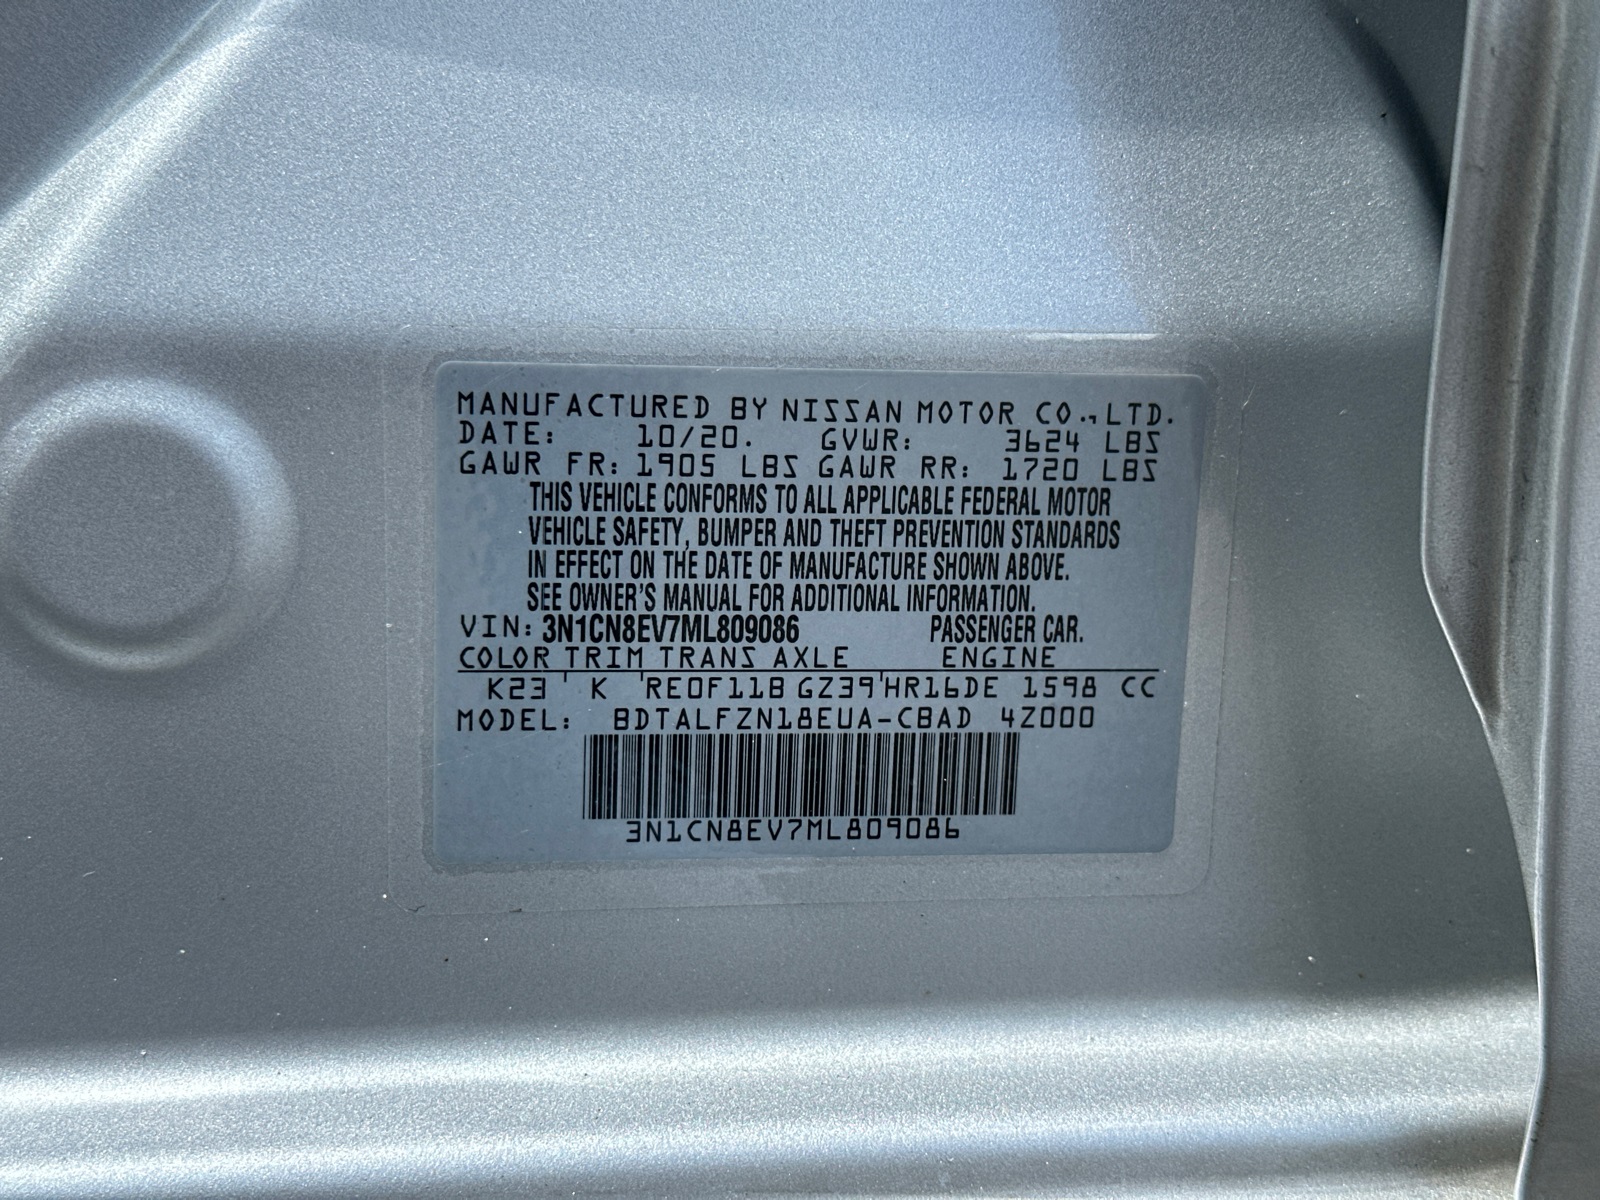 MANUFACTURED BY NISSAN MOTOR CO.,LTD.
DATE: 10/20. GVWR: 3624 LBS
GAWR FR: 1905 LBS GAWR RR: 1720 LBS
THIS VEHICLE CONFORMS TO ALL APPLICABLE FEDERAL MOTOR
VEHICLE SAFETY, BUMPER AND THEFT PREVENTION STANDARDS
IN EFFECT ON THE DATE OF MANUFACTURE SHOWN ABOVE.
SEE OWNER'S MANUAL FOR ADDITIONAL INFORMATION.
VIN: 3N1CN8EV7ML809086 PASSENGER CAR.
COLOR TRIM TRANS AXLE ENGINE
K23 ' K 'RE0F11B GZ39'HR16DE 1598 CC
MODEL: BDTALFZN18EUA-CBAD 4Z000
3N1CN8EV7ML809086